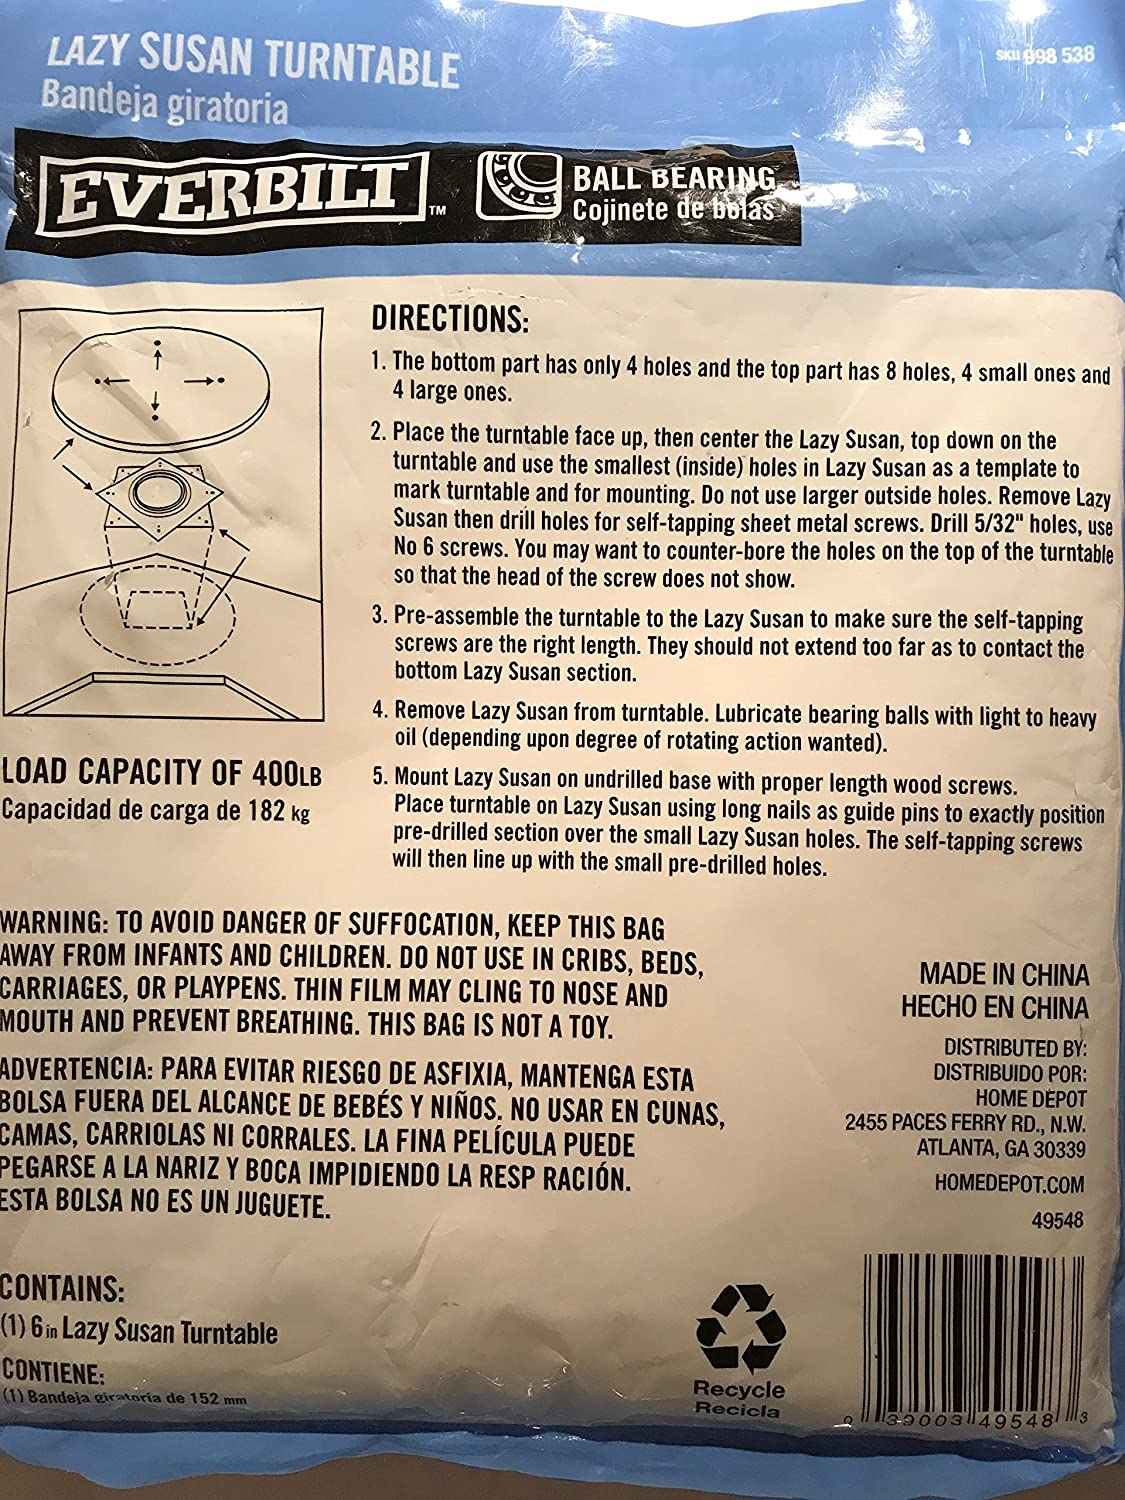 LAZY SUSAN TURNTABLE
Bandeja giratoria
SKU 998 538
EVERBILT™
BALL BEARING
Cojinete de bolas
DIRECTIONS:
1. The bottom part has only 4 holes and the top part has 8 holes, 4 small ones and
4 large ones.
2. Place the turntable face up, then center the Lazy Susan, top down on the
turntable and use the smallest (inside) holes in Lazy Susan as a template to
mark turntable and for mounting. Do not use larger outside holes. Remove Lazy
Susan then drill holes for self-tapping sheet metal screws. Drill 5/32" holes, use
No 6 screws. You may want to counter-bore the holes on the top of the turntable
so that the head of the screw does not show.
3. Pre-assemble the turntable to the Lazy Susan to make sure the self-tapping
screws are the right length. They should not extend too far as to contact the
bottom Lazy Susan section.
4. Remove Lazy Susan from turntable. Lubricate bearing balls with light to heavy
oil (depending upon degree of rotating action wanted).
5. Mount Lazy Susan on undrilled base with proper length wood screws.
Place turntable on Lazy Susan using long nails as guide pins to exactly position
pre-drilled section over the small Lazy Susan holes. The self-tapping screws
will then line up with the small pre-drilled holes.
LOAD CAPACITY OF 400LB
Capacidad de carga de 182 kg
WARNING: TO AVOID DANGER OF SUFFOCATION, KEEP THIS BAG
AWAY FROM INFANTS AND CHILDREN. DO NOT USE IN CRIBS, BEDS,
CARRIAGES, OR PLAYPENS. THIN FILM MAY CLING TO NOSE AND
MOUTH AND PREVENT BREATHING. THIS BAG IS NOT A TOY.
ADVERTENCIA: PARA EVITAR RIESGO DE ASFIXIA, MANTENGA ESTA
BOLSA FUERA DEL ALCANCE DE BEBÉS Y NIÑOS. NO USAR EN CUNAS,
CAMAS, CARRIOLAS NI CORRALES. LA FINA PELÍCULA PUEDE
PEGARSE A LA NARIZ Y BOCA IMPIDIENDO LA RESP RACIÓN.
ESTA BOLSA NO ES UN JUGUETE.
MADE IN CHINA
HECHO EN CHINA
DISTRIBUTED BY:
DISTRIBUIDO POR:
HOME DEPOT
2455 PACES FERRY RD., N.W.
ATLANTA, GA 30339
HOMEDEPOT.COM
49548
CONTAINS:
(1) 6 in Lazy Susan Turntable
CONTIENE:
(1) Bandeja giratoria de 152 mm
Recycle
Recicla
0 39003 49548 3